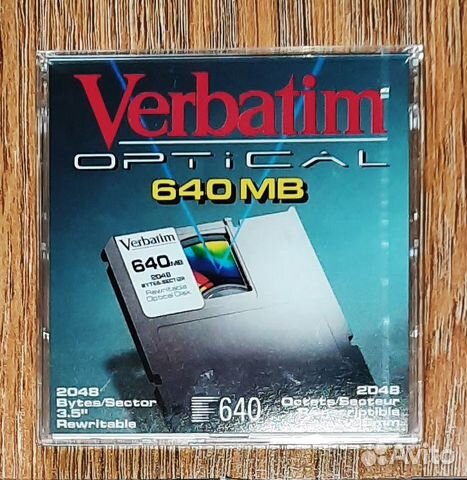 Verbatim
OPTICAL
640 MB
Verbatim
640MB
2048
BYTES/SECTOR
Rewritable
Optical Disk
2048
Bytes/Sector
3.5"
Rewritable
640
2048
Octets/Secteur
Avito